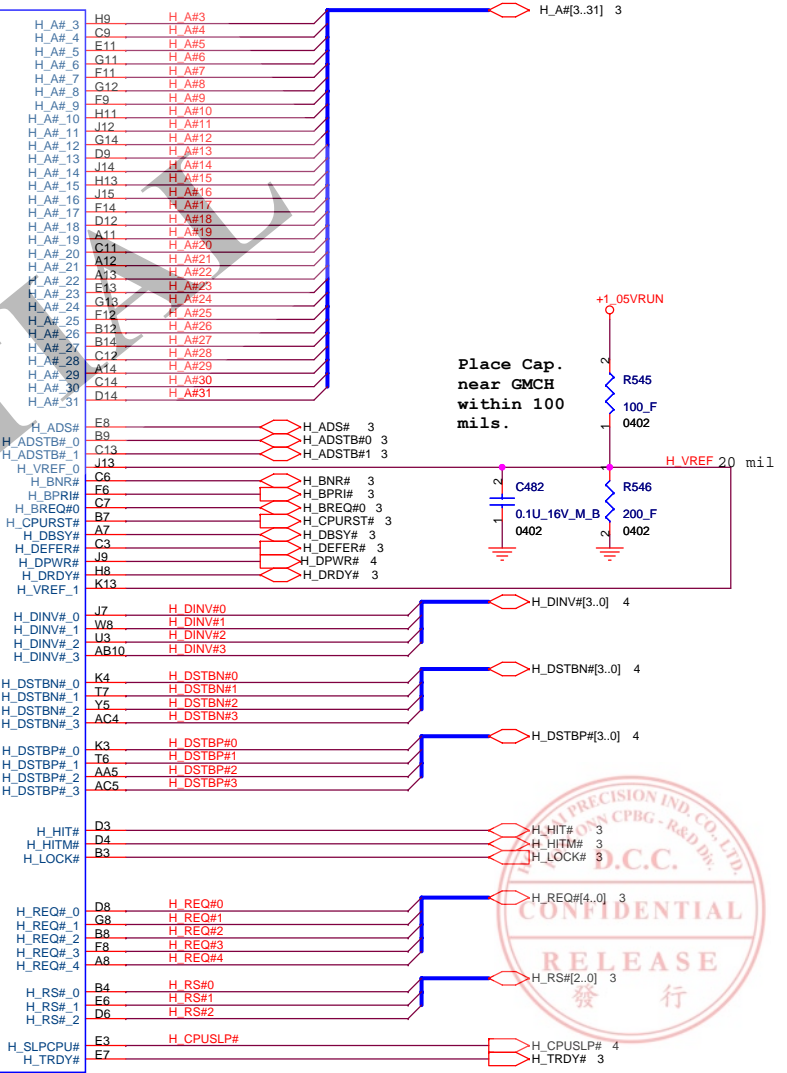 H_A#_3 H9 H_A#3 H_A#[3..31] 3
H_A#_4 C9 H_A#4
H_A#_5 E11 H_A#5
H_A#_6 G11 H_A#6
H_A#_7 F11 H_A#7
H_A#_8 G12 H_A#8
H_A#_9 F9 H_A#9
H_A#_10 H11 H_A#10
H_A#_11 J12 H_A#11
H_A#_12 G14 H_A#12
H_A#_13 D9 H_A#13
H_A#_14 J14 H_A#14
H_A#_15 H13 H_A#15
H_A#_16 J15 H_A#16
H_A#_17 F14 H_A#17
H_A#_18 D12 H_A#18
H_A#_19 A11 H_A#19
H_A#_20 C11 H_A#20
H_A#_21 A12 H_A#21
H_A#_22 A13 H_A#22
H_A#_23 E13 H_A#23
H_A#_24 G13 H_A#24
H_A#_25 F12 H_A#25
H_A#_26 B12 H_A#26
H_A#_27 B14 H_A#27
H_A#_28 C12 H_A#28
H_A#_29 A14 H_A#29
H_A#_30 C14 H_A#30
H_A#_31 D14 H_A#31
+1_05VRUN
Place Cap.
near GMCH
within 100
mils.
2
R545
100_F
1 0402
H_ADS# E8 H_ADS# 3
H_ADSTB#_0 B9 H_ADSTB#0 3
H_ADSTB#_1 C13 H_ADSTB#1 3
H_VREF_0 J13 H_VREF 20 mil
H_BNR# C6 H_BNR# 3
H_BPRI# F6 H_BPRI# 3
H_BREQ#0 C7 H_BREQ#0 3
H_CPURST# B7 H_CPURST# 3
H_DBSY# A7 H_DBSY# 3
H_DEFER# C3 H_DEFER# 3
H_DPWR# J9 H_DPWR# 4
H_DRDY# H8 H_DRDY# 3
H_VREF_1 K13
2 C482
0.1U_16V_M_B
1 0402
1 R546
200_F
2 0402
H_DINV#_0 J7 H_DINV#0 H_DINV#[3..0] 4
H_DINV#_1 W8 H_DINV#1
H_DINV#_2 U3 H_DINV#2
H_DINV#_3 AB10 H_DINV#3
H_DSTBN#_0 K4 H_DSTBN#0 H_DSTBN#[3..0] 4
H_DSTBN#_1 T7 H_DSTBN#1
H_DSTBN#_2 Y5 H_DSTBN#2
H_DSTBN#_3 AC4 H_DSTBN#3
H_DSTBP#_0 K3 H_DSTBP#0 H_DSTBP#[3..0] 4
H_DSTBP#_1 T6 H_DSTBP#1
H_DSTBP#_2 AA5 H_DSTBP#2
H_DSTBP#_3 AC5 H_DSTBP#3
H_HIT# D3 H_HIT# 3
H_HITM# D4 H_HITM# 3
H_LOCK# B3 H_LOCK# 3
H_REQ#_0 D8 H_REQ#0 H_REQ#[4..0] 3
H_REQ#_1 G8 H_REQ#1
H_REQ#_2 B8 H_REQ#2
H_REQ#_3 F8 H_REQ#3
H_REQ#_4 A8 H_REQ#4
H_RS#_0 B4 H_RS#0 H_RS#[2..0] 3
H_RS#_1 E6 H_RS#1
H_RS#_2 D6 H_RS#2
H_SLPCPU# E3 H_CPUSLP# H_CPUSLP# 4
H_TRDY# E7 H_TRDY# 3
PRECISION IND. CO., LTD.
CPBG - R&D Div.
D.C.C.
CONFIDENTIAL
RELEASE
發 行